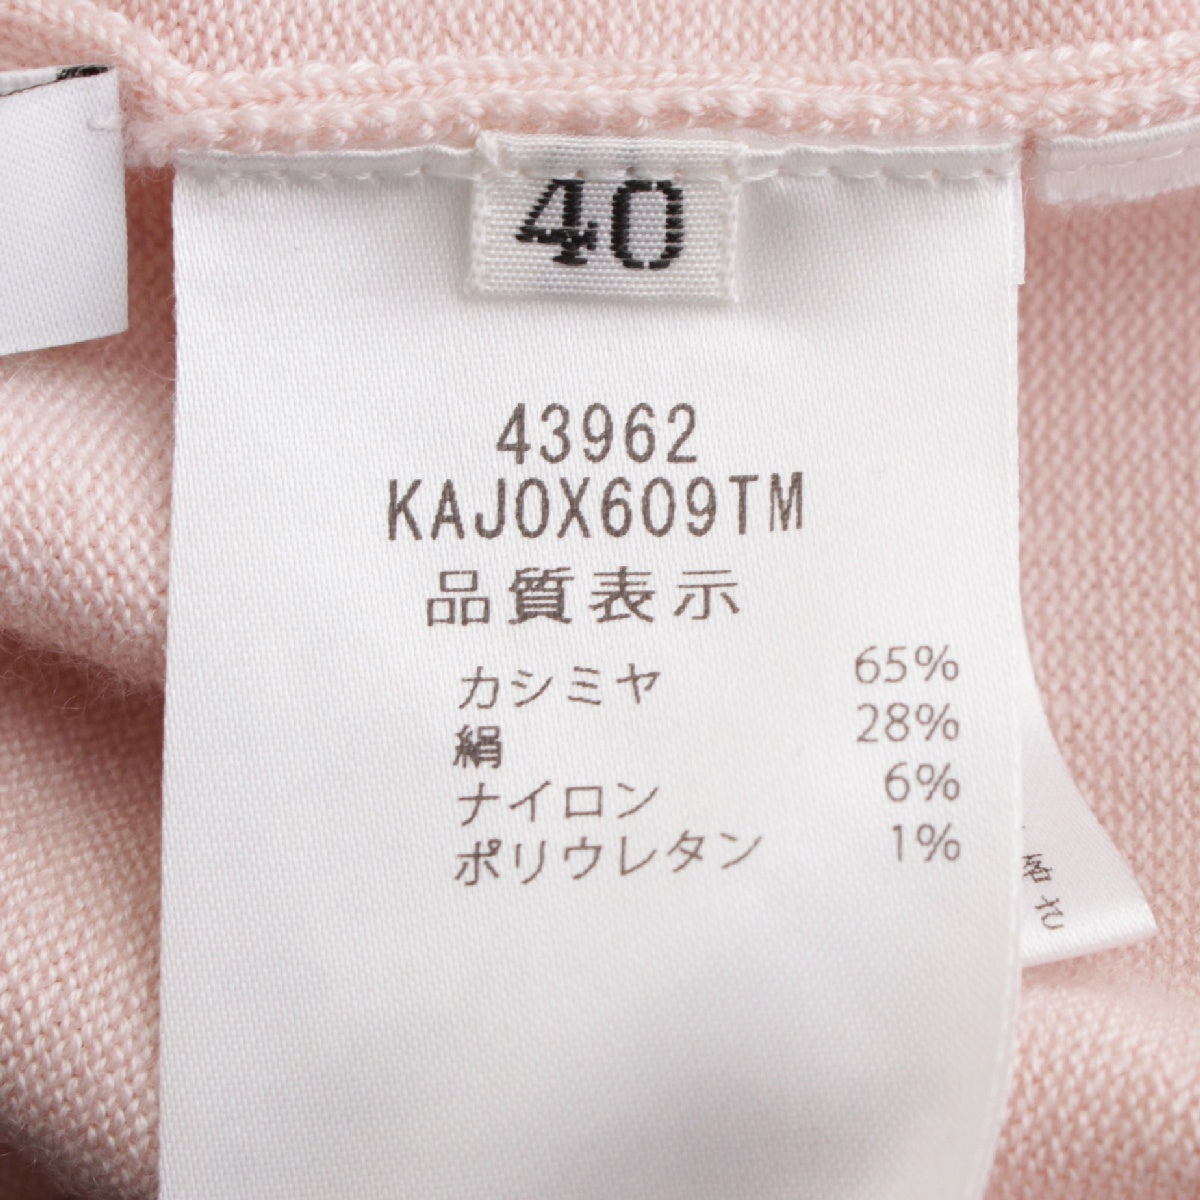 40
43962
KAJOX609TM
品質表示
カシミヤ 65%
絹 28%
ナイロン 6%
ポリウレタン 1%